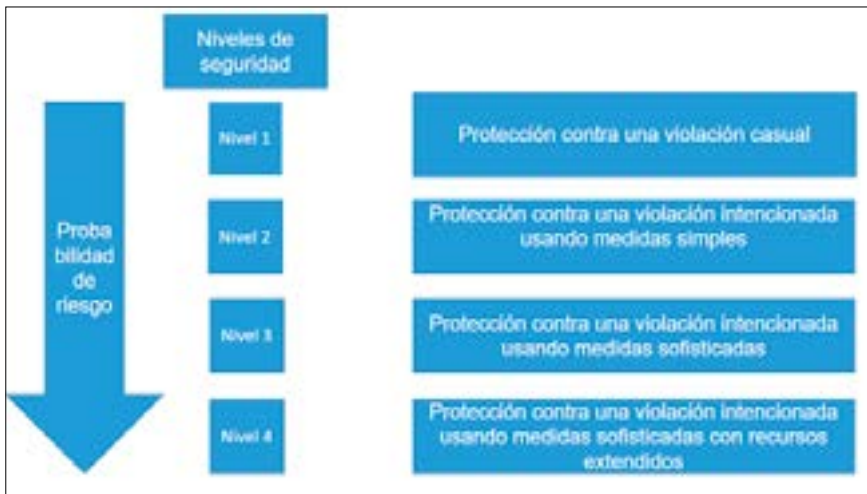 Niveles de
seguridad
Nivel 1
Protección contra una violación casual
Proba
bilidad
de
riesgo
Nivel 2
Protección contra una violación intencionada
usando medidas simples
Nivel 3
Protección contra una violación intencionada
usando medidas sofisticadas
Nivel 4
Protección contra una violación intencionada
usando medidas sofisticadas con recursos
extendidos